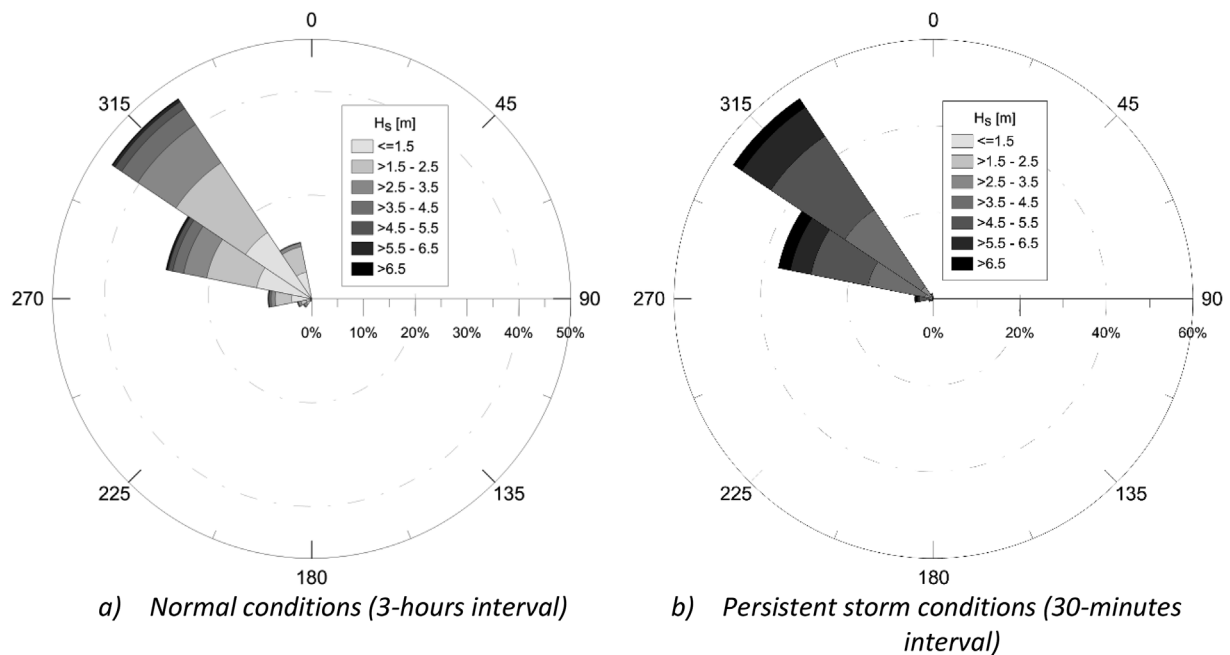 0
45
90
135
180
225
270
315
H_S [m]
<=1.5
>1.5 - 2.5
>2.5 - 3.5
>3.5 - 4.5
>4.5 - 5.5
>5.5 - 6.5
>6.5
0% 10% 20% 30% 40% 50%
a) Normal conditions (3-hours interval)
0
45
90
135
180
225
270
315
H_S [m]
<=1.5
>1.5 - 2.5
>2.5 - 3.5
>3.5 - 4.5
>4.5 - 5.5
>5.5 - 6.5
>6.5
0% 20% 40% 60%
b) Persistent storm conditions (30-minutes
interval)